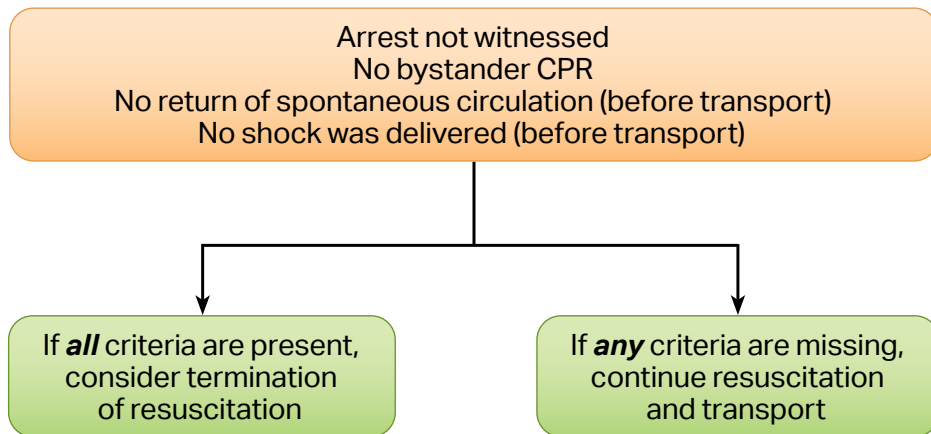 Arrest not witnessed
No bystander CPR
No return of spontaneous circulation (before transport)
No shock was delivered (before transport)
If all criteria are present,
consider termination
of resuscitation
If any criteria are missing,
continue resuscitation
and transport